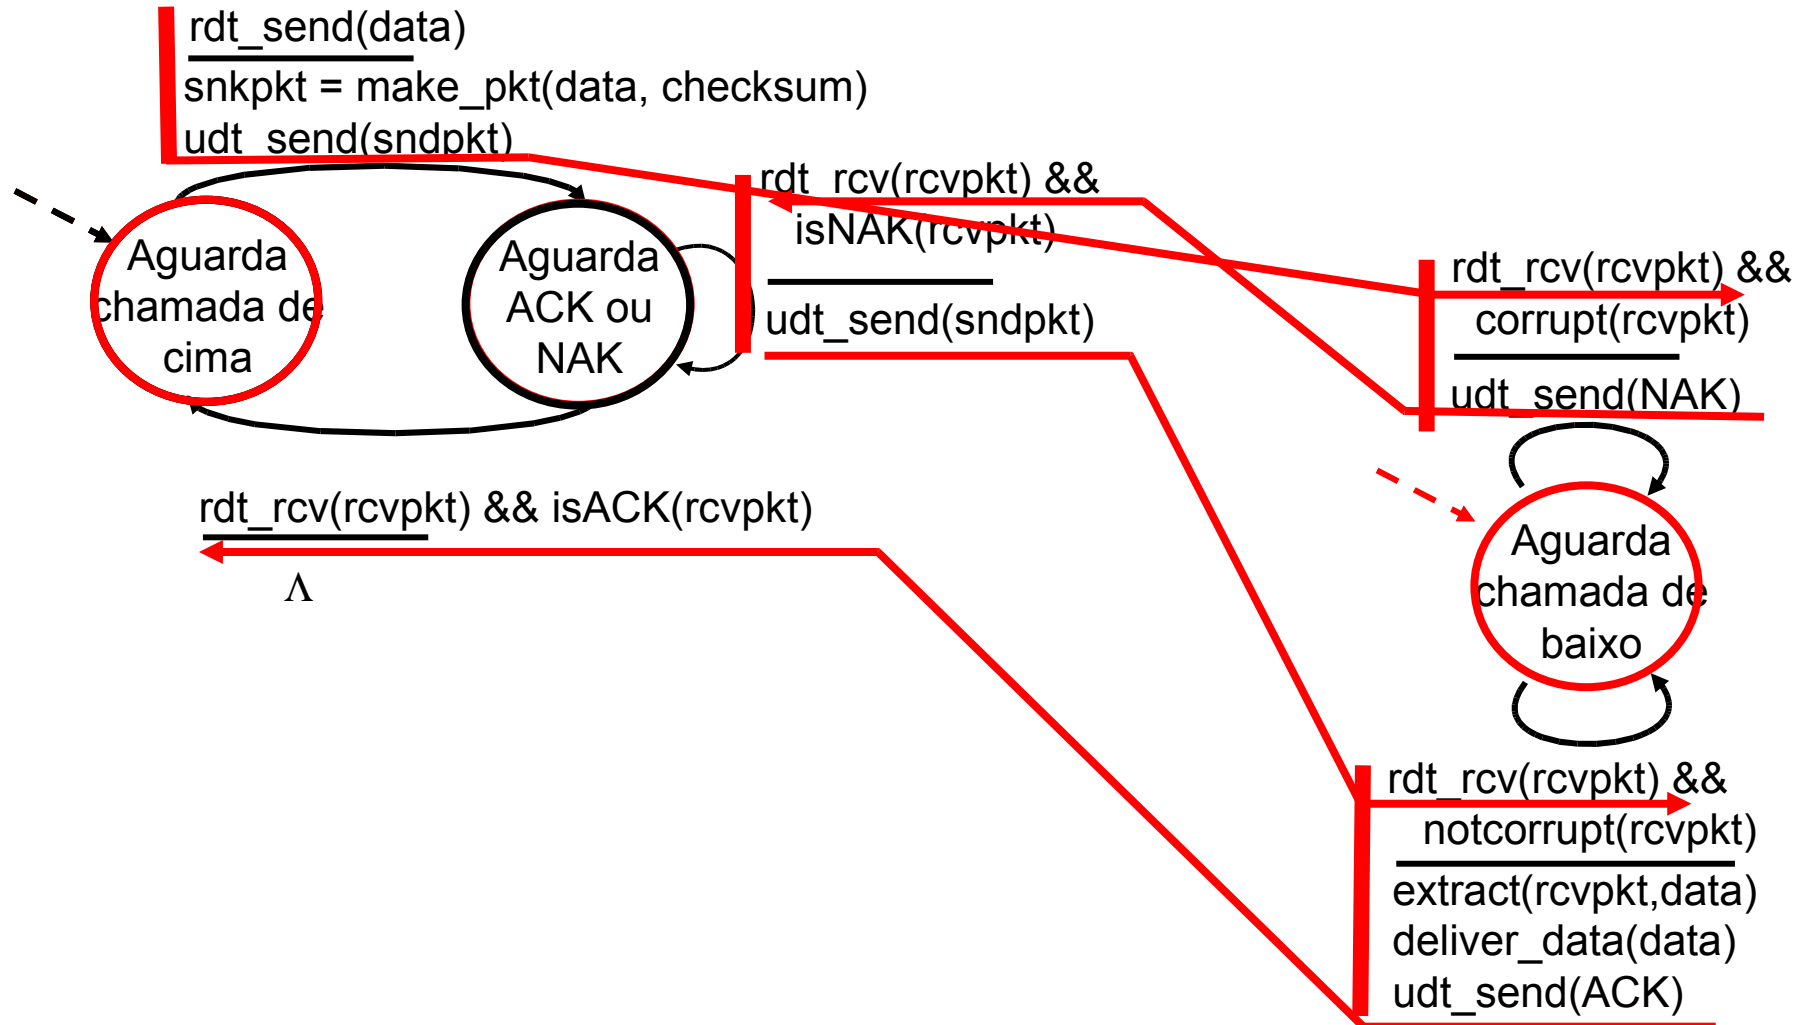 rdt_send(data)
snkpkt = make_pkt(data, checksum)
udt_send(sndpkt)
rdt_rcv(rcvpkt) &&
isNAK(rcvpkt)
udt_send(sndpkt)
Aguarda
chamada de
cima
Aguarda
ACK ou
NAK
rdt_rcv(rcvpkt) && isACK(rcvpkt)
Λ
rdt_rcv(rcvpkt) &&
corrupt(rcvpkt)
udt_send(NAK)
Aguarda
chamada de
baixo
rdt_rcv(rcvpkt) &&
notcorrupt(rcvpkt)
extract(rcvpkt,data)
deliver_data(data)
udt_send(ACK)